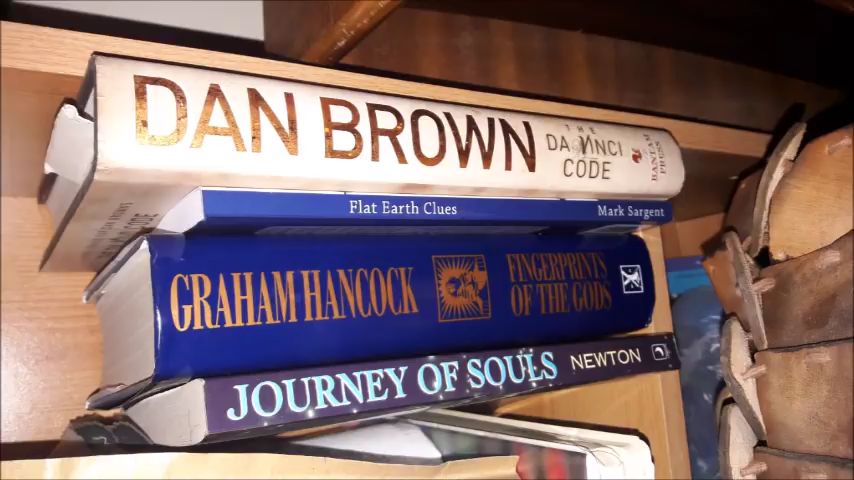 DAN BROWN
THE
DA VINCI
CODE
BANTAM
PRESS
Flat Earth Clues
Mark Sargent
GRAHAM HANCOCK
FINGERPRINTS
OF THE GODS
JOURNEY OF SOULS
NEWTON